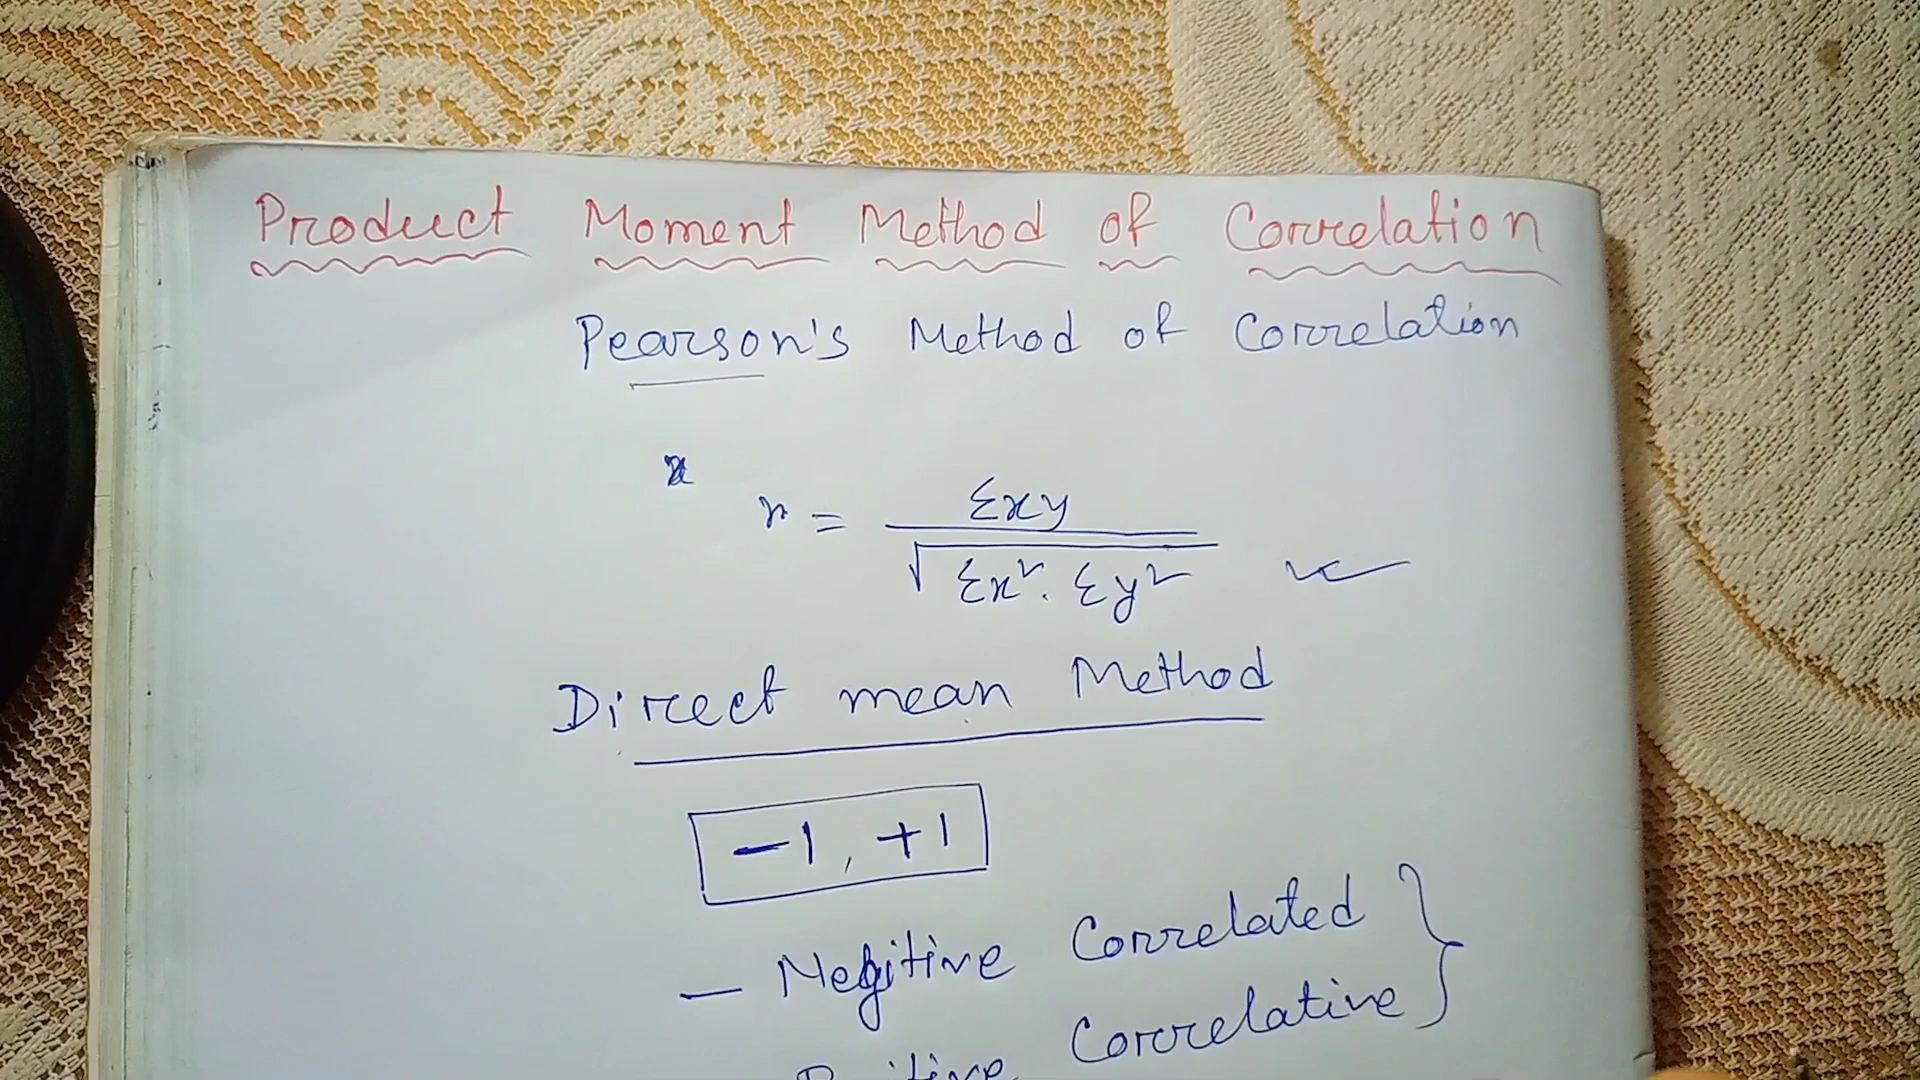 Product Moment Method of Correlation
Pearson's Method of Correlation
r = Σxy / √Σx². Σy²
Direct mean Method
-1, +1
— Negitive Correlated
Correlative